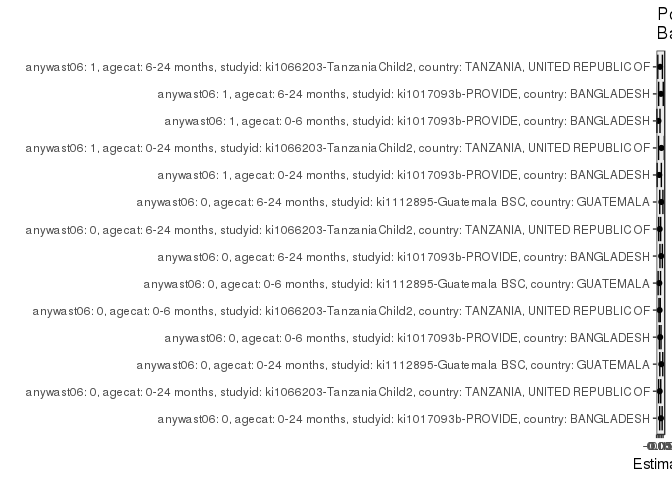 Po
Ba
anywast06: 1, agecat: 6-24 months, studyid: ki1066203-TanzaniaChild2, country: TANZANIA, UNITED REPUBLIC OF
anywast06: 1, agecat: 6-24 months, studyid: ki1017093b-PROVIDE, country: BANGLADESH
anywast06: 1, agecat: 0-6 months, studyid: ki1017093b-PROVIDE, country: BANGLADESH
anywast06: 1, agecat: 0-24 months, studyid: ki1066203-TanzaniaChild2, country: TANZANIA, UNITED REPUBLIC OF
anywast06: 1, agecat: 0-24 months, studyid: ki1017093b-PROVIDE, country: BANGLADESH
anywast06: 0, agecat: 6-24 months, studyid: ki1112895-Guatemala BSC, country: GUATEMALA
anywast06: 0, agecat: 6-24 months, studyid: ki1066203-TanzaniaChild2, country: TANZANIA, UNITED REPUBLIC OF
anywast06: 0, agecat: 6-24 months, studyid: ki1017093b-PROVIDE, country: BANGLADESH
anywast06: 0, agecat: 0-6 months, studyid: ki1112895-Guatemala BSC, country: GUATEMALA
anywast06: 0, agecat: 0-6 months, studyid: ki1066203-TanzaniaChild2, country: TANZANIA, UNITED REPUBLIC OF
anywast06: 0, agecat: 0-6 months, studyid: ki1017093b-PROVIDE, country: BANGLADESH
anywast06: 0, agecat: 0-24 months, studyid: ki1112895-Guatemala BSC, country: GUATEMALA
anywast06: 0, agecat: 0-24 months, studyid: ki1066203-TanzaniaChild2, country: TANZANIA, UNITED REPUBLIC OF
anywast06: 0, agecat: 0-24 months, studyid: ki1017093b-PROVIDE, country: BANGLADESH
Estima